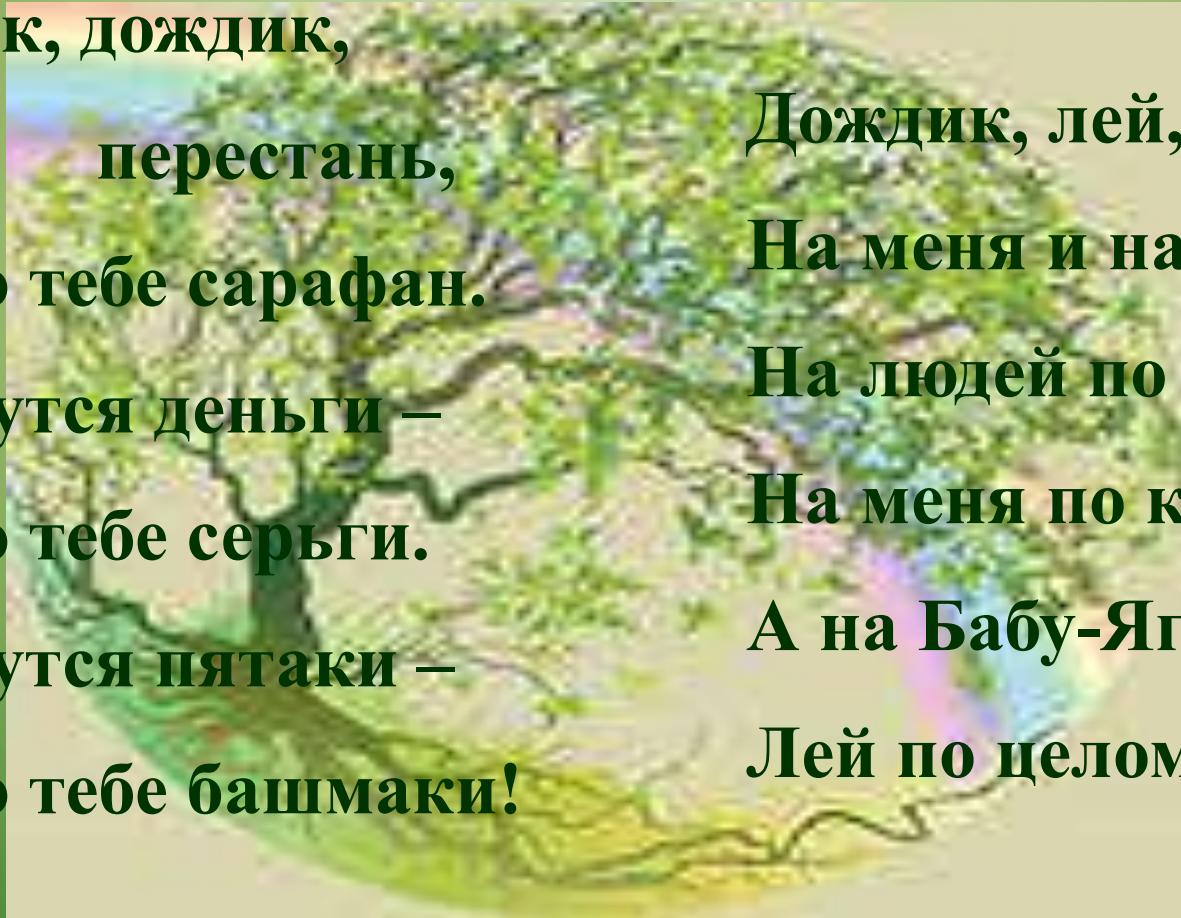 к, дождик,
перестань,
тебе сарафан.
утся деньги –
тебе серьги.
утся пятаки –
тебе башмаки!
Дождик, лей,
На меня и на
На людей по
На меня по к
А на Бабу-Яг
Лей по целом